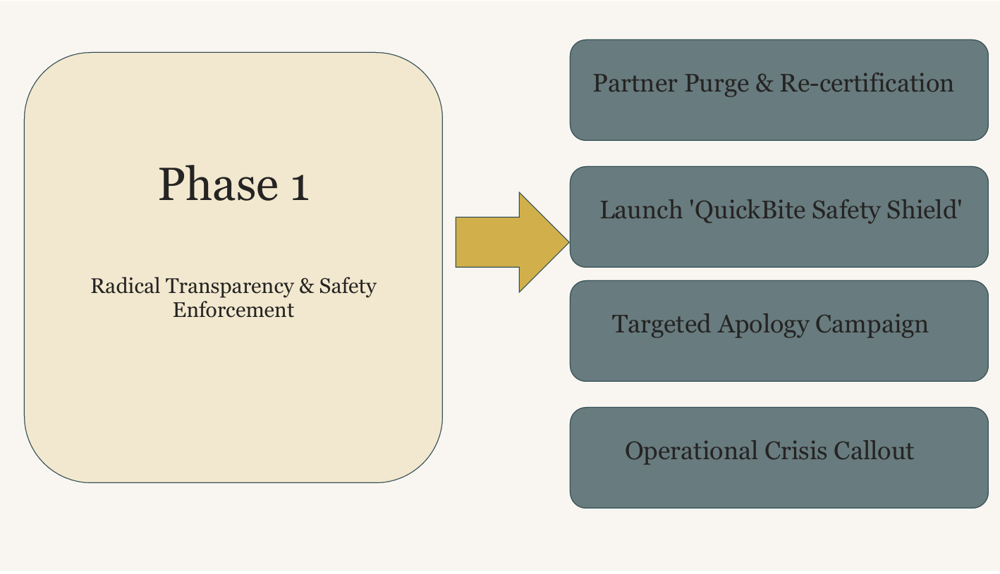 Phase 1
Radical Transparency & Safety
Enforcement
Partner Purge & Re-certification
Launch 'QuickBite Safety Shield'
Targeted Apology Campaign
Operational Crisis Callout